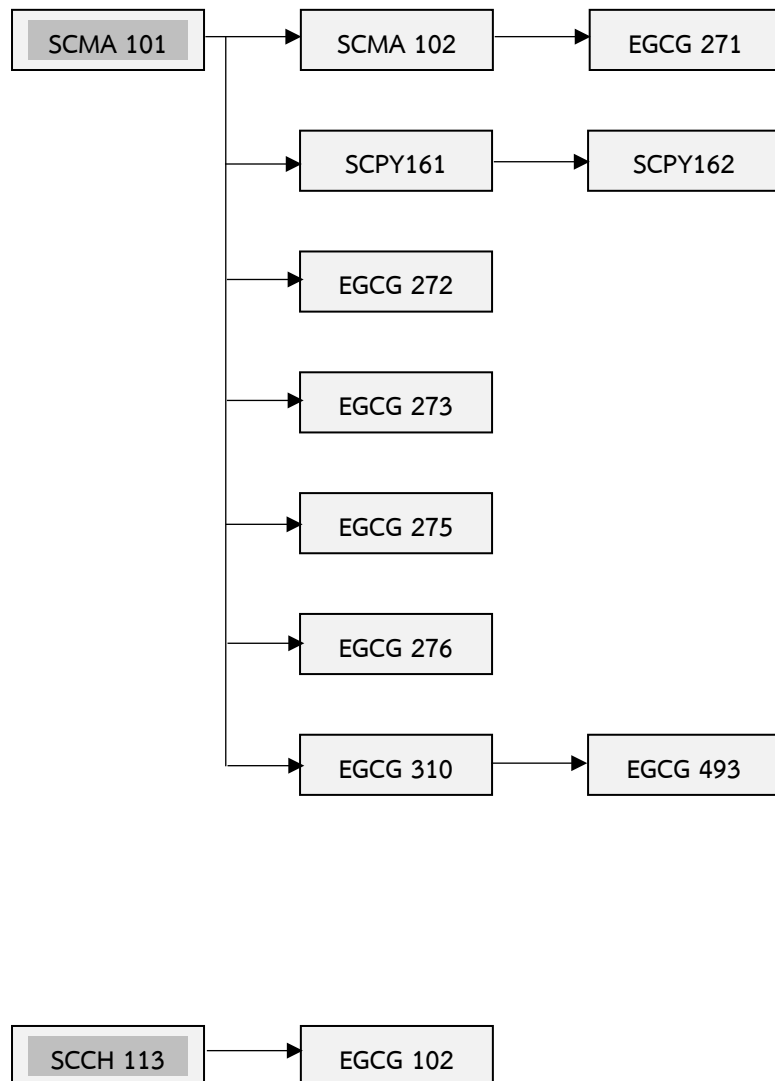 SCMA 101 SCMA 102 EGCG 271
SCPY161 SCPY162
EGCG 272
EGCG 273
EGCG 275
EGCG 276
EGCG 310 EGCG 493
SCCH 113 EGCG 102